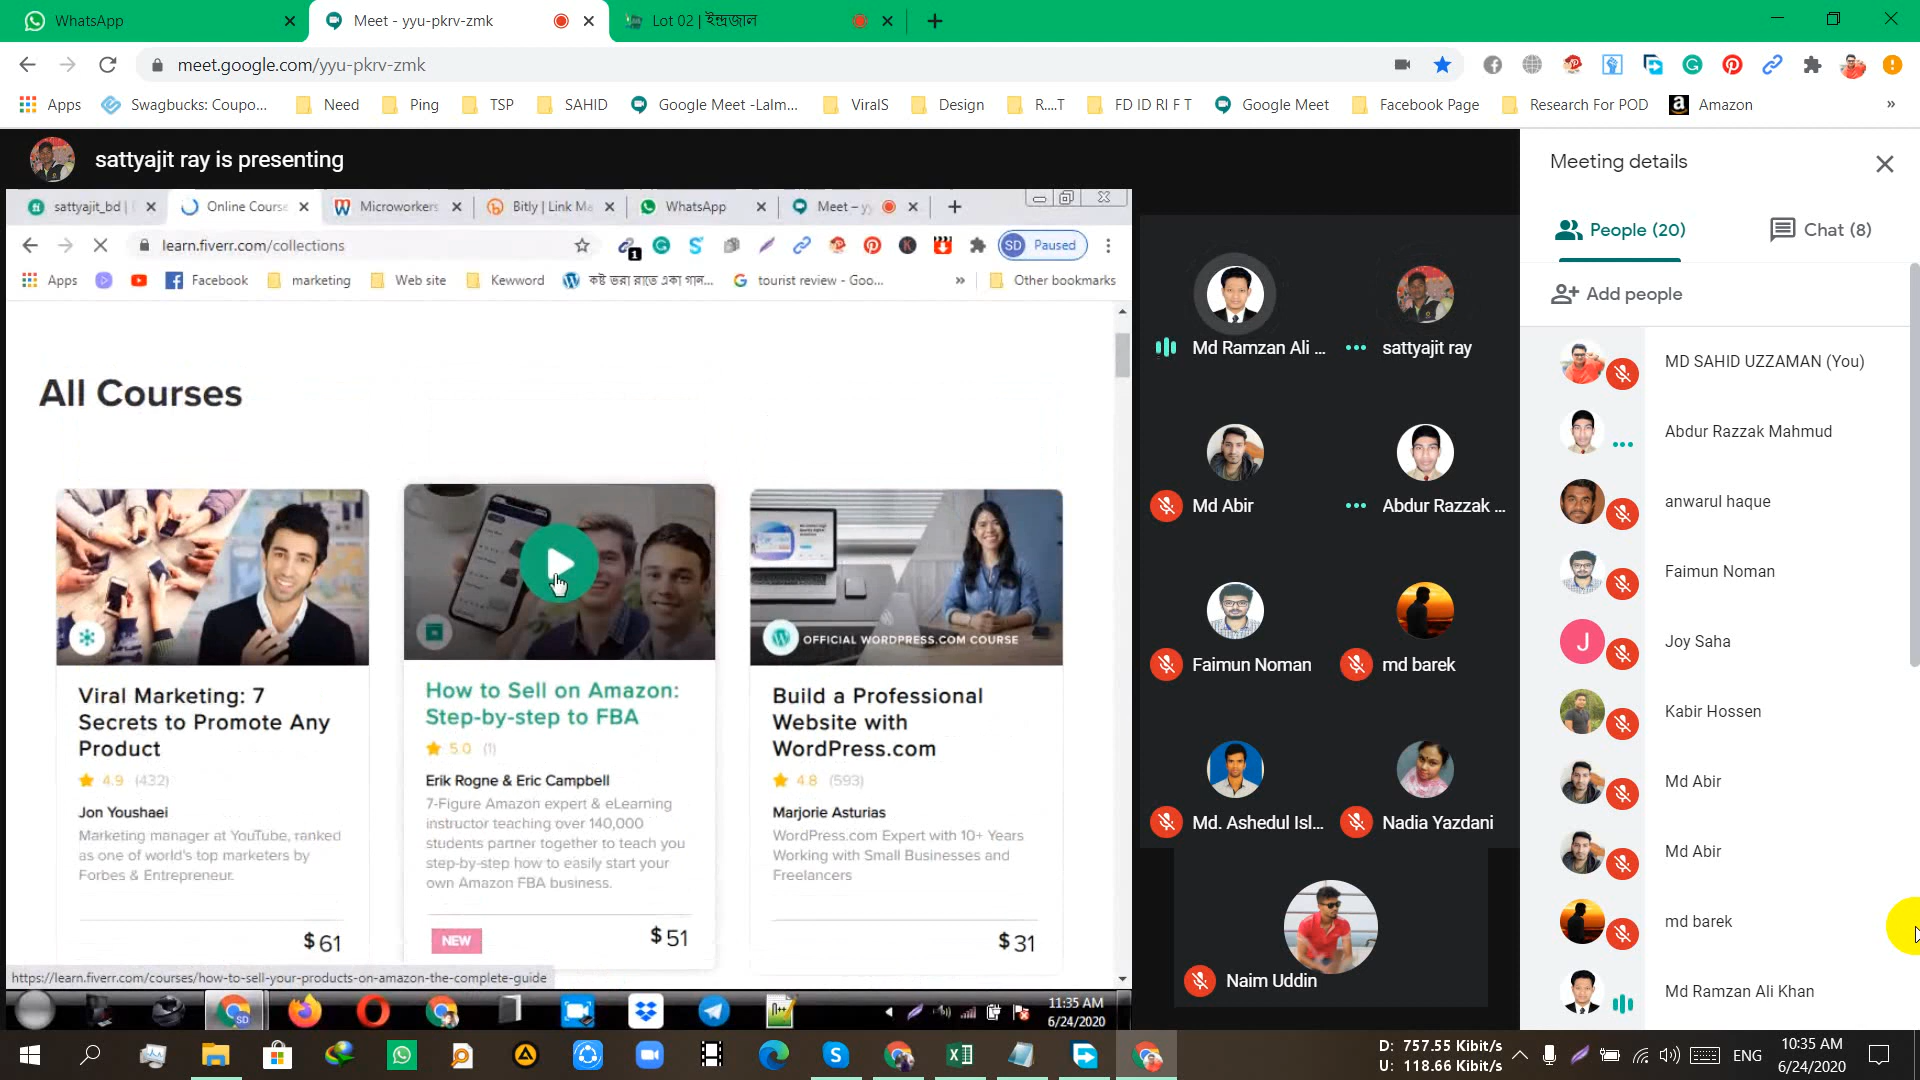 WhatsApp
Meet - yyu-pkrv-zmk
Lot 02 | ইন্দ্রজাল
meet.google.com/yyu-pkrv-zmk
Apps
Swagbucks: Coupo...
Need
Ping
TSP
SAHID
Google Meet -Lalm...
ViralS
Design
R....T
FD ID RI F T
Google Meet
Facebook Page
Research For POD
Amazon
»
sattyajit ray is presenting
sattyajit_bd |
Online Course
Microworkers
Bitly | Link Ma
WhatsApp
Meet – yy
learn.fiverr.com/collections
1
SD
Paused
Apps
Facebook
marketing
Web site
Kewword
কষ্ট ভরা রাতে একা গান...
tourist review - Goo...
»
Other bookmarks
All Courses
Viral Marketing: 7
Secrets to Promote Any
Product
4.9 (432)
Jon Youshaei
Marketing manager at YouTube, ranked
as one of world's top marketers by
Forbes & Entrepreneur.
$61
How to Sell on Amazon:
Step-by-step to FBA
5.0 (1)
Erik Rogne & Eric Campbell
7-Figure Amazon expert & eLearning
instructor teaching over 140,000
students partner together to teach you
step-by-step how to easily start your
own Amazon FBA business.
NEW
$51
OFFICIAL WORDPRESS.COM COURSE
Build a Professional
Website with
WordPress.com
4.8 (593)
Marjorie Asturias
WordPress.com Expert with 10+ Years
Working with Small Businesses and
Freelancers
$31
https://learn.fiverr.com/courses/how-to-sell-your-products-on-amazon-the-complete-guide
SD
11:35 AM
6/24/2020
Md Ramzan Ali ...
sattyajit ray
Md Abir
Abdur Razzak ...
Faimun Noman
md barek
Md. Ashedul Isl...
Nadia Yazdani
Naim Uddin
Meeting details
People (20)
Chat (8)
Add people
MD SAHID UZZAMAN (You)
Abdur Razzak Mahmud
anwarul haque
Faimun Noman
J
Joy Saha
Kabir Hossen
Md Abir
Md Abir
md barek
Md Ramzan Ali Khan
D: 757.55 Kibit/s
U: 118.66 Kibit/s
ENG
10:35 AM
6/24/2020